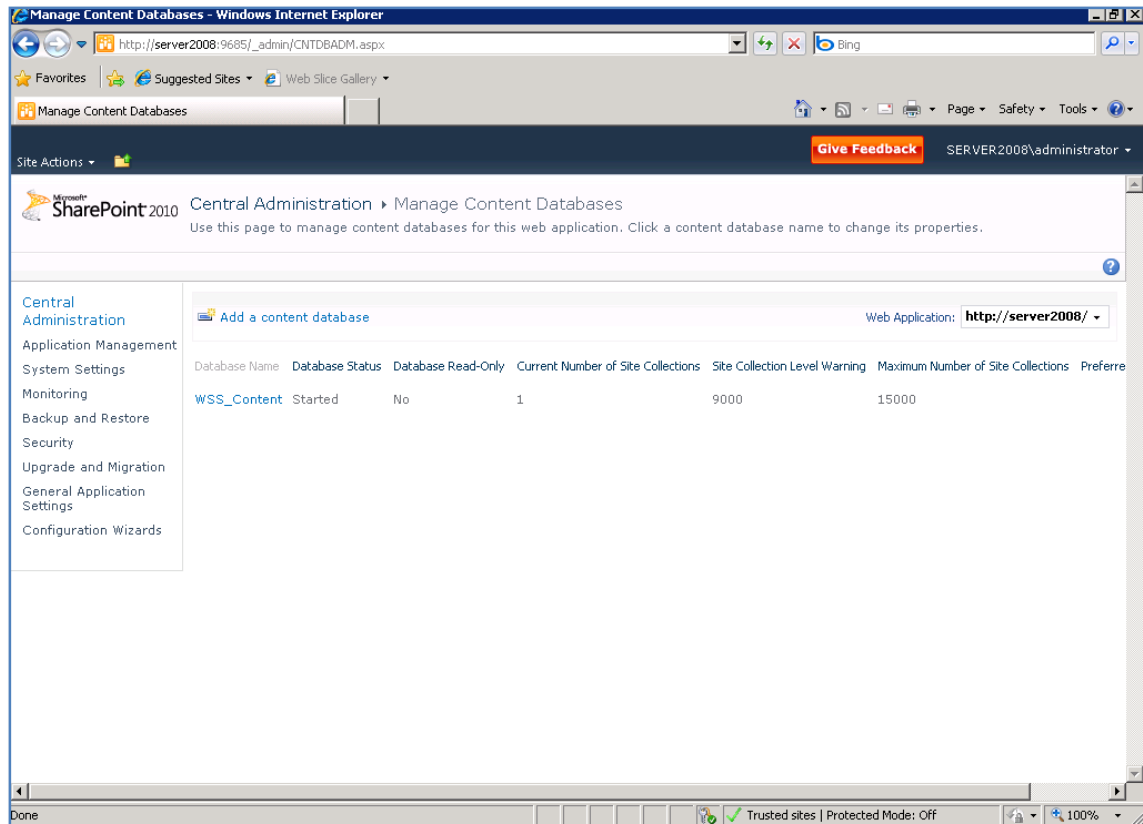 Manage Content Databases - Windows Internet Explorer
http://server2008:9685/_admin/CNTDBADM.aspx
Bing
Favorites Suggested Sites Web Slice Gallery
Manage Content Databases Page Safety Tools
Site Actions Give Feedback SERVER2008\administrator
Microsoft
SharePoint 2010
Central Administration Manage Content Databases
Use this page to manage content databases for this web application. Click a content database name to change its properties.
Central
Administration
Application Management
System Settings
Monitoring
Backup and Restore
Security
Upgrade and Migration
General Application
Settings
Configuration Wizards
Add a content database Web Application: http://server2008/
Database Name Database Status Database Read-Only Current Number of Site Collections Site Collection Level Warning Maximum Number of Site Collections Preferre
WSS_Content Started No 1 9000 15000
Done Trusted sites | Protected Mode: Off 100%